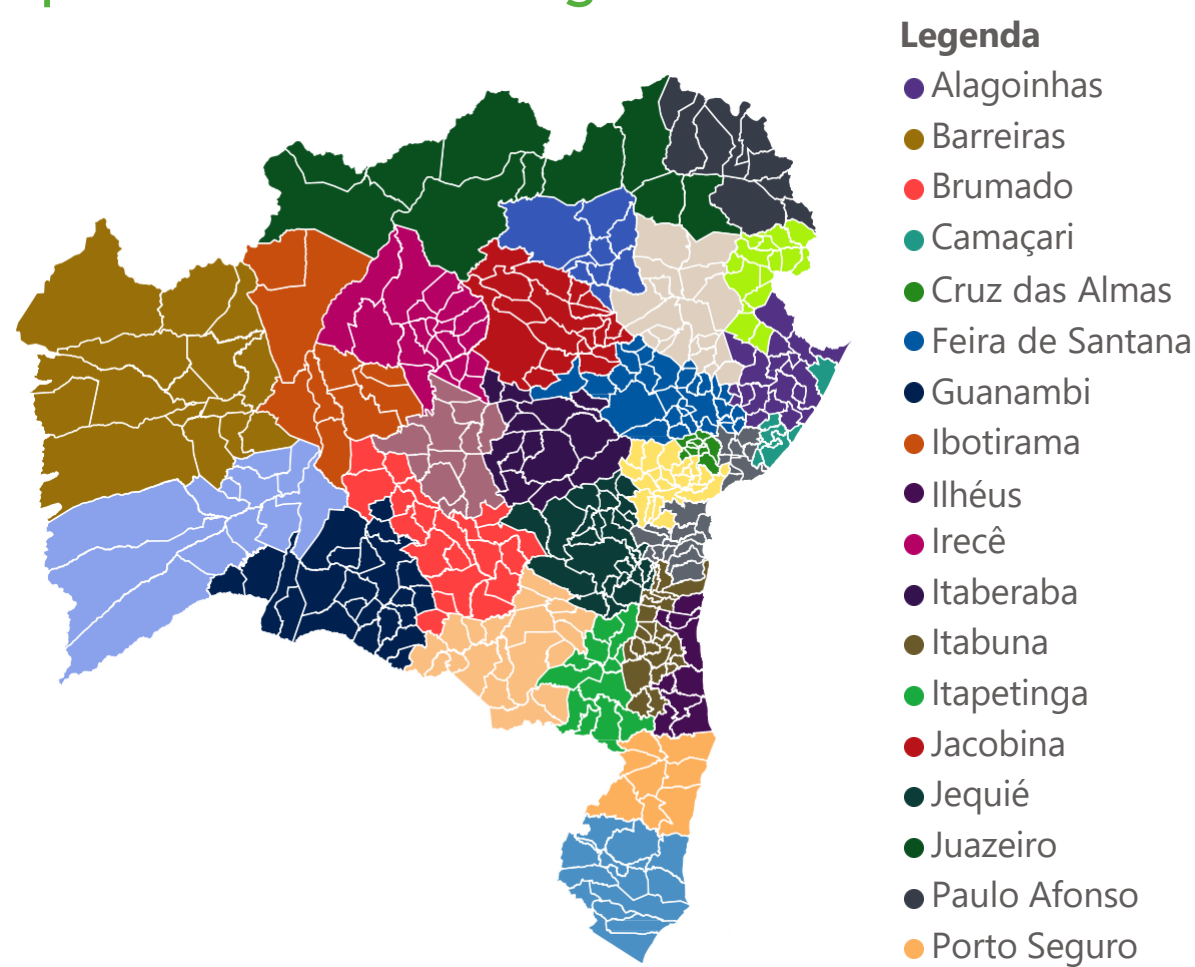 Legenda
Alagoinhas
Barreiras
Brumado
Camaçari
Cruz das Almas
Feira de Santana
Guanambi
Ibotirama
Ilhéus
Irecê
Itaberaba
Itabuna
Itapetinga
Jacobina
Jequié
Juazeiro
Paulo Afonso
Porto Seguro